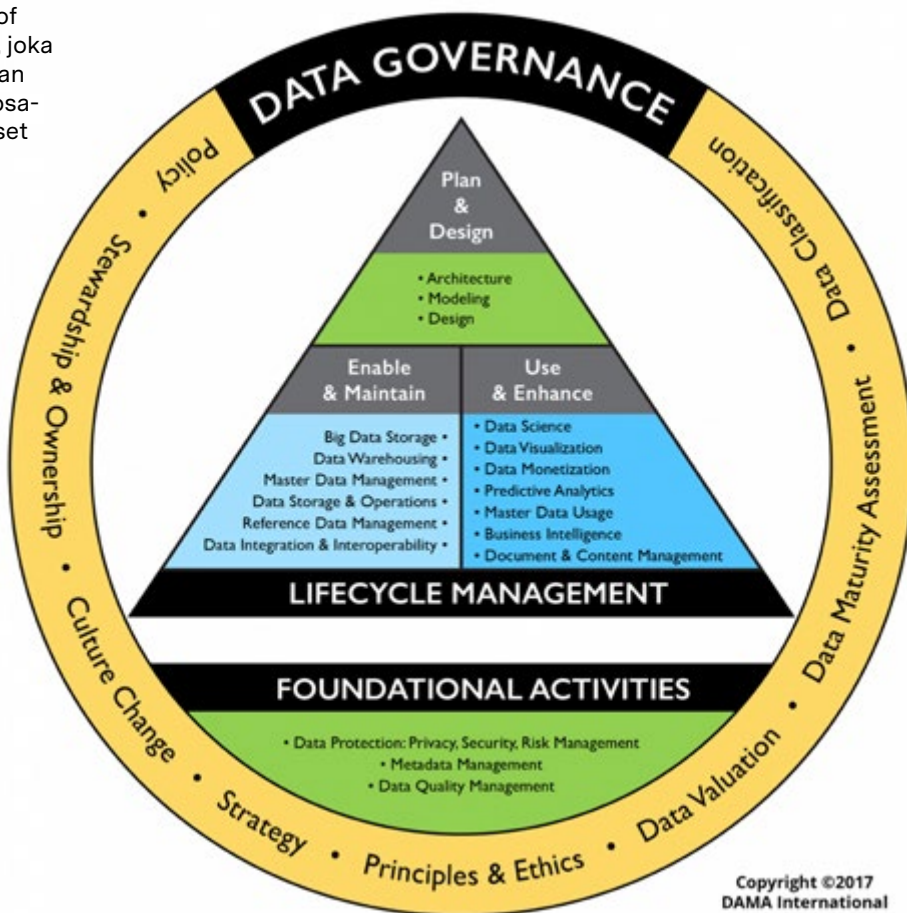 of
joka
an
osa-
set
DATA GOVERNANCE
Policy • Stewardship & Ownership • Culture Change • Strategy • Principles & Ethics • Data Valuation • Data Maturity Assessment • Data Classification
Plan
&
Design
• Architecture
• Modeling
• Design
Enable
& Maintain
Big Data Storage •
Data Warehousing •
Master Data Management •
Data Storage & Operations •
Reference Data Management •
Data Integration & Interoperability •
Use
& Enhance
• Data Science
• Data Visualization
• Data Monetization
• Predictive Analytics
• Master Data Usage
• Business Intelligence
• Document & Content Management
LIFECYCLE MANAGEMENT
FOUNDATIONAL ACTIVITIES
• Data Protection: Privacy, Security, Risk Management
• Metadata Management
• Data Quality Management
Copyright ©2017
DAMA International